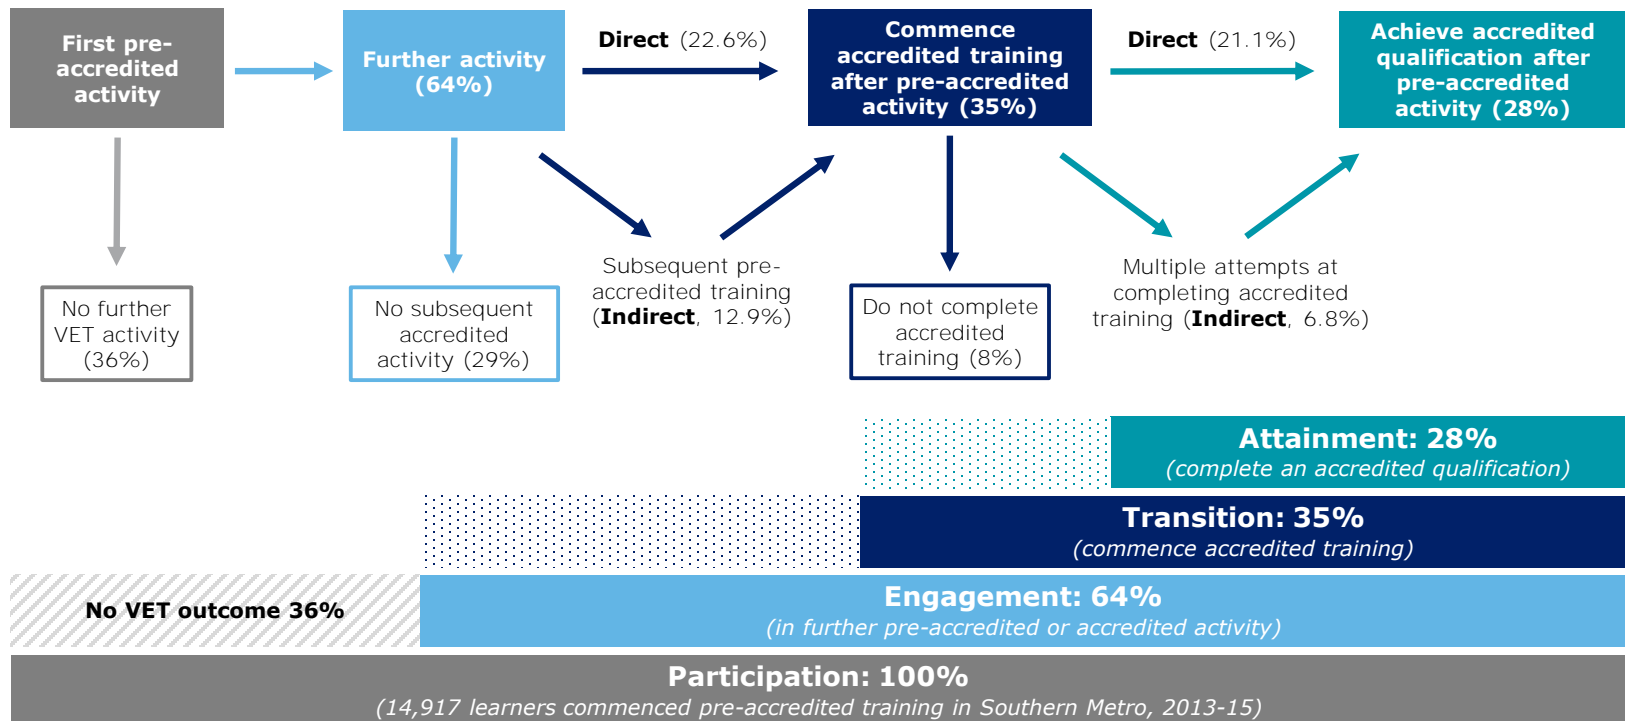 First pre-
accredited
activity
Further activity
(64%)
Direct (22.6%)
Commence
accredited training
after pre-accredited
activity (35%)
Direct (21.1%)
Achieve accredited
qualification after
pre-accredited
activity (28%)
No further
VET activity
(36%)
No subsequent
accredited
activity (29%)
Subsequent pre-
accredited training
(Indirect, 12.9%)
Do not complete
accredited
training (8%)
Multiple attempts at
completing accredited
training (Indirect, 6.8%)
Attainment: 28%
(complete an accredited qualification)
Transition: 35%
(commence accredited training)
No VET outcome 36%
Engagement: 64%
(in further pre-accredited or accredited activity)
Participation: 100%
(14,917 learners commenced pre-accredited training in Southern Metro, 2013-15)